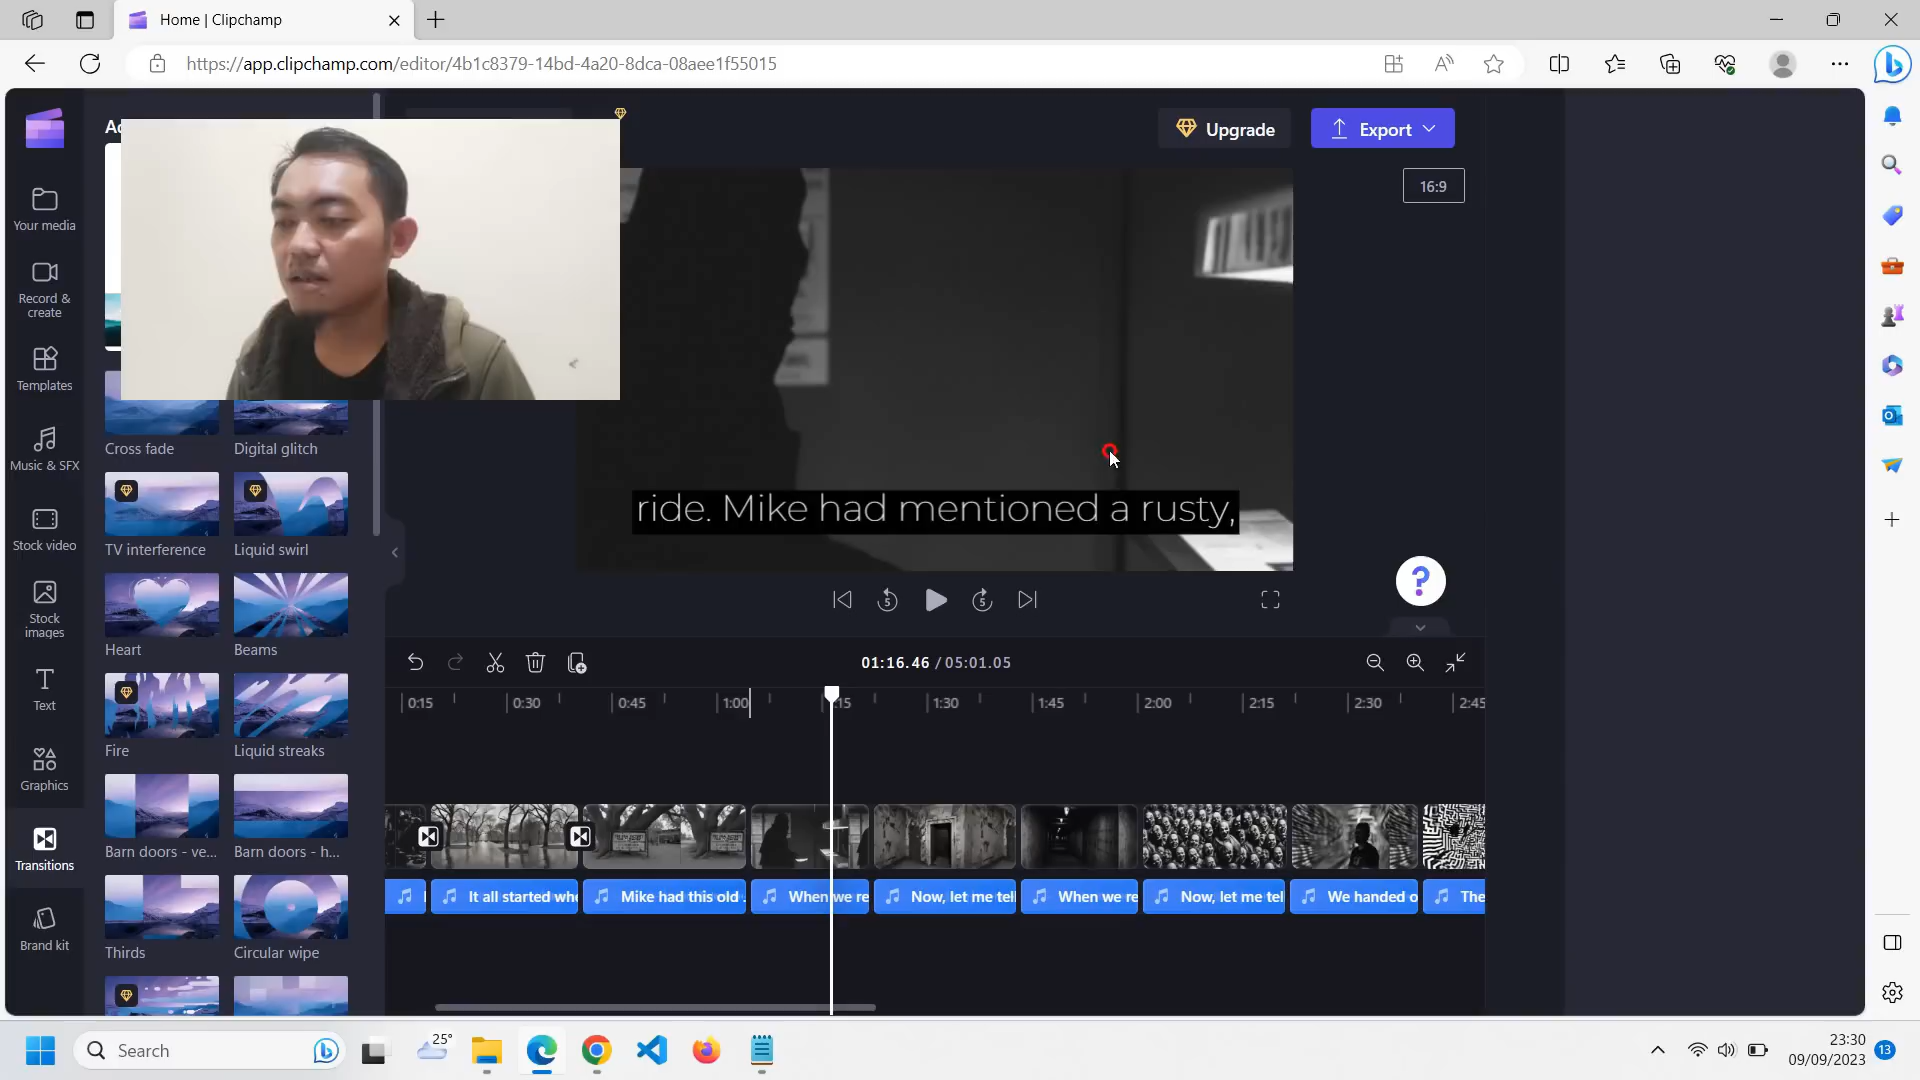 Home | Clipchamp
https://app.clipchamp.com/editor/4b1c8379-14bd-4a20-8dca-08aee1f55015
Upgrade
Export
16:9
Your media
Record &
create
Templates
Music & SFX
Stock video
Stock
images
Text
Graphics
Transitions
Brand kit
Cross fade
Digital glitch
TV interference
Liquid swirl
Heart
Beams
Fire
Liquid streaks
Barn doors - ve...
Barn doors - h...
Thirds
Circular wipe
ride. Mike had mentioned a rusty,
5
5
?
01:16.46 / 05:01.05
0:15
0:30
0:45
1:00
:15
1:30
1:45
2:00
2:15
2:30
2:45
It all started who
Mike had this old .
When we re
Now, let me tell
When we re
Now, let me tel
We handed o
The
Search
25°
23:30
09/09/2023
13